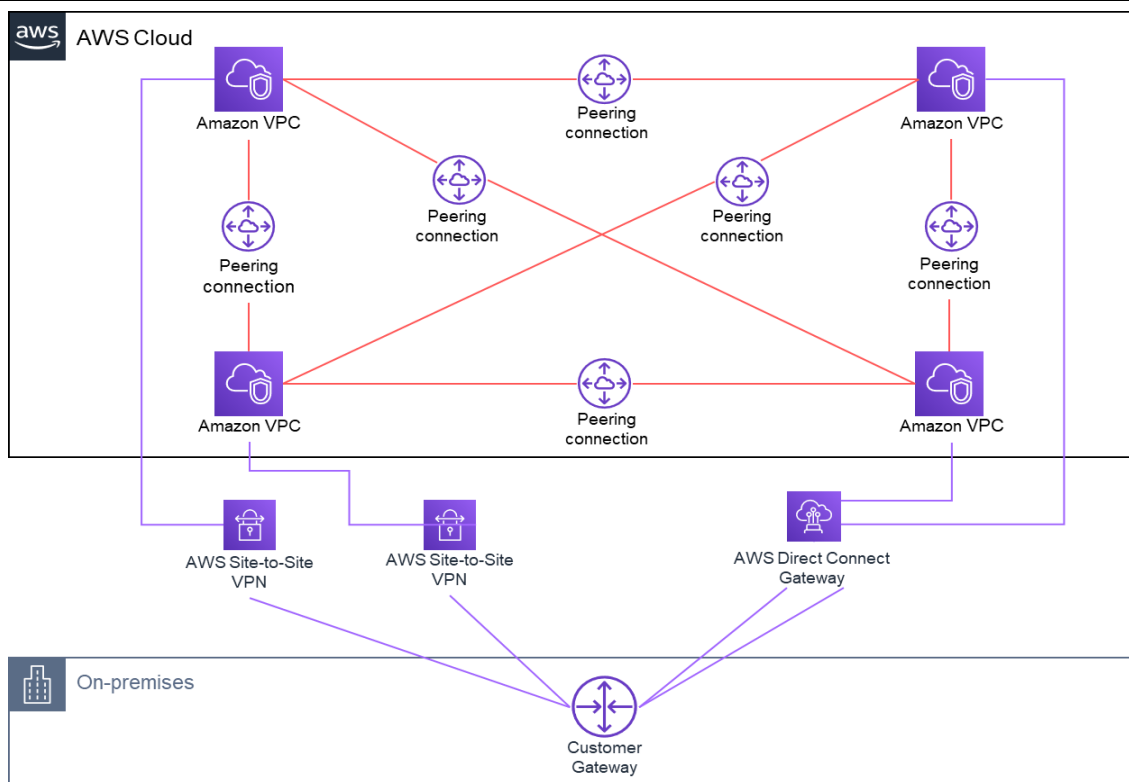 aws
AWS Cloud
Amazon VPC
Peering
connection
Amazon VPC
Peering
connection
Peering
connection
Peering
connection
Peering
connection
Amazon VPC
Peering
connection
Amazon VPC
AWS Site-to-Site
VPN
AWS Site-to-Site
VPN
AWS Direct Connect
Gateway
On-premises
Customer
Gateway